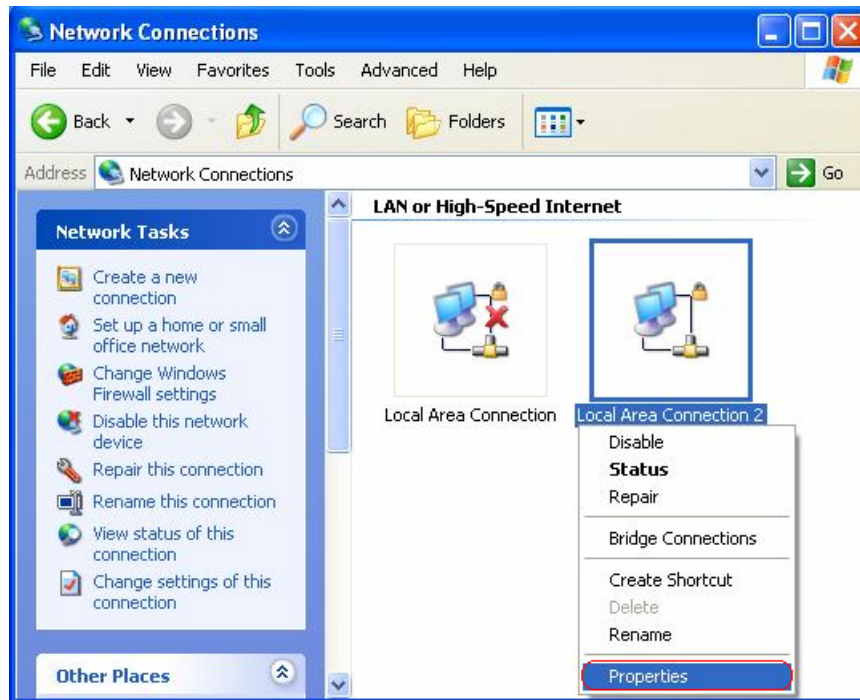 Network Connections
File Edit View Favorites Tools Advanced Help
Back Search Folders
Address Network Connections Go
Network Tasks
Create a new
connection
Set up a home or small
office network
Change Windows
Firewall settings
Disable this network
device
Repair this connection
Rename this connection
View status of this
connection
Change settings of this
connection
Other Places
LAN or High-Speed Internet
Local Area Connection
Local Area Connection 2
Disable
Status
Repair
Bridge Connections
Create Shortcut
Delete
Rename
Properties